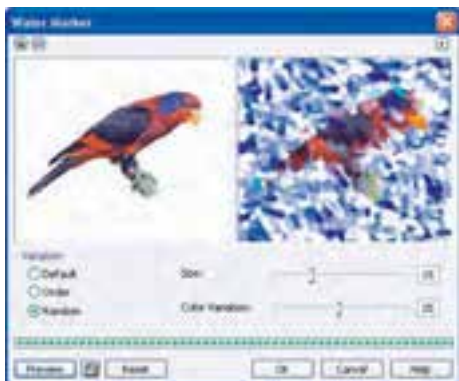 Water Marker
Variation:
Default
Order
Random
Size:
Color Variation:
Preview
Reset
OK
Cancel
Help